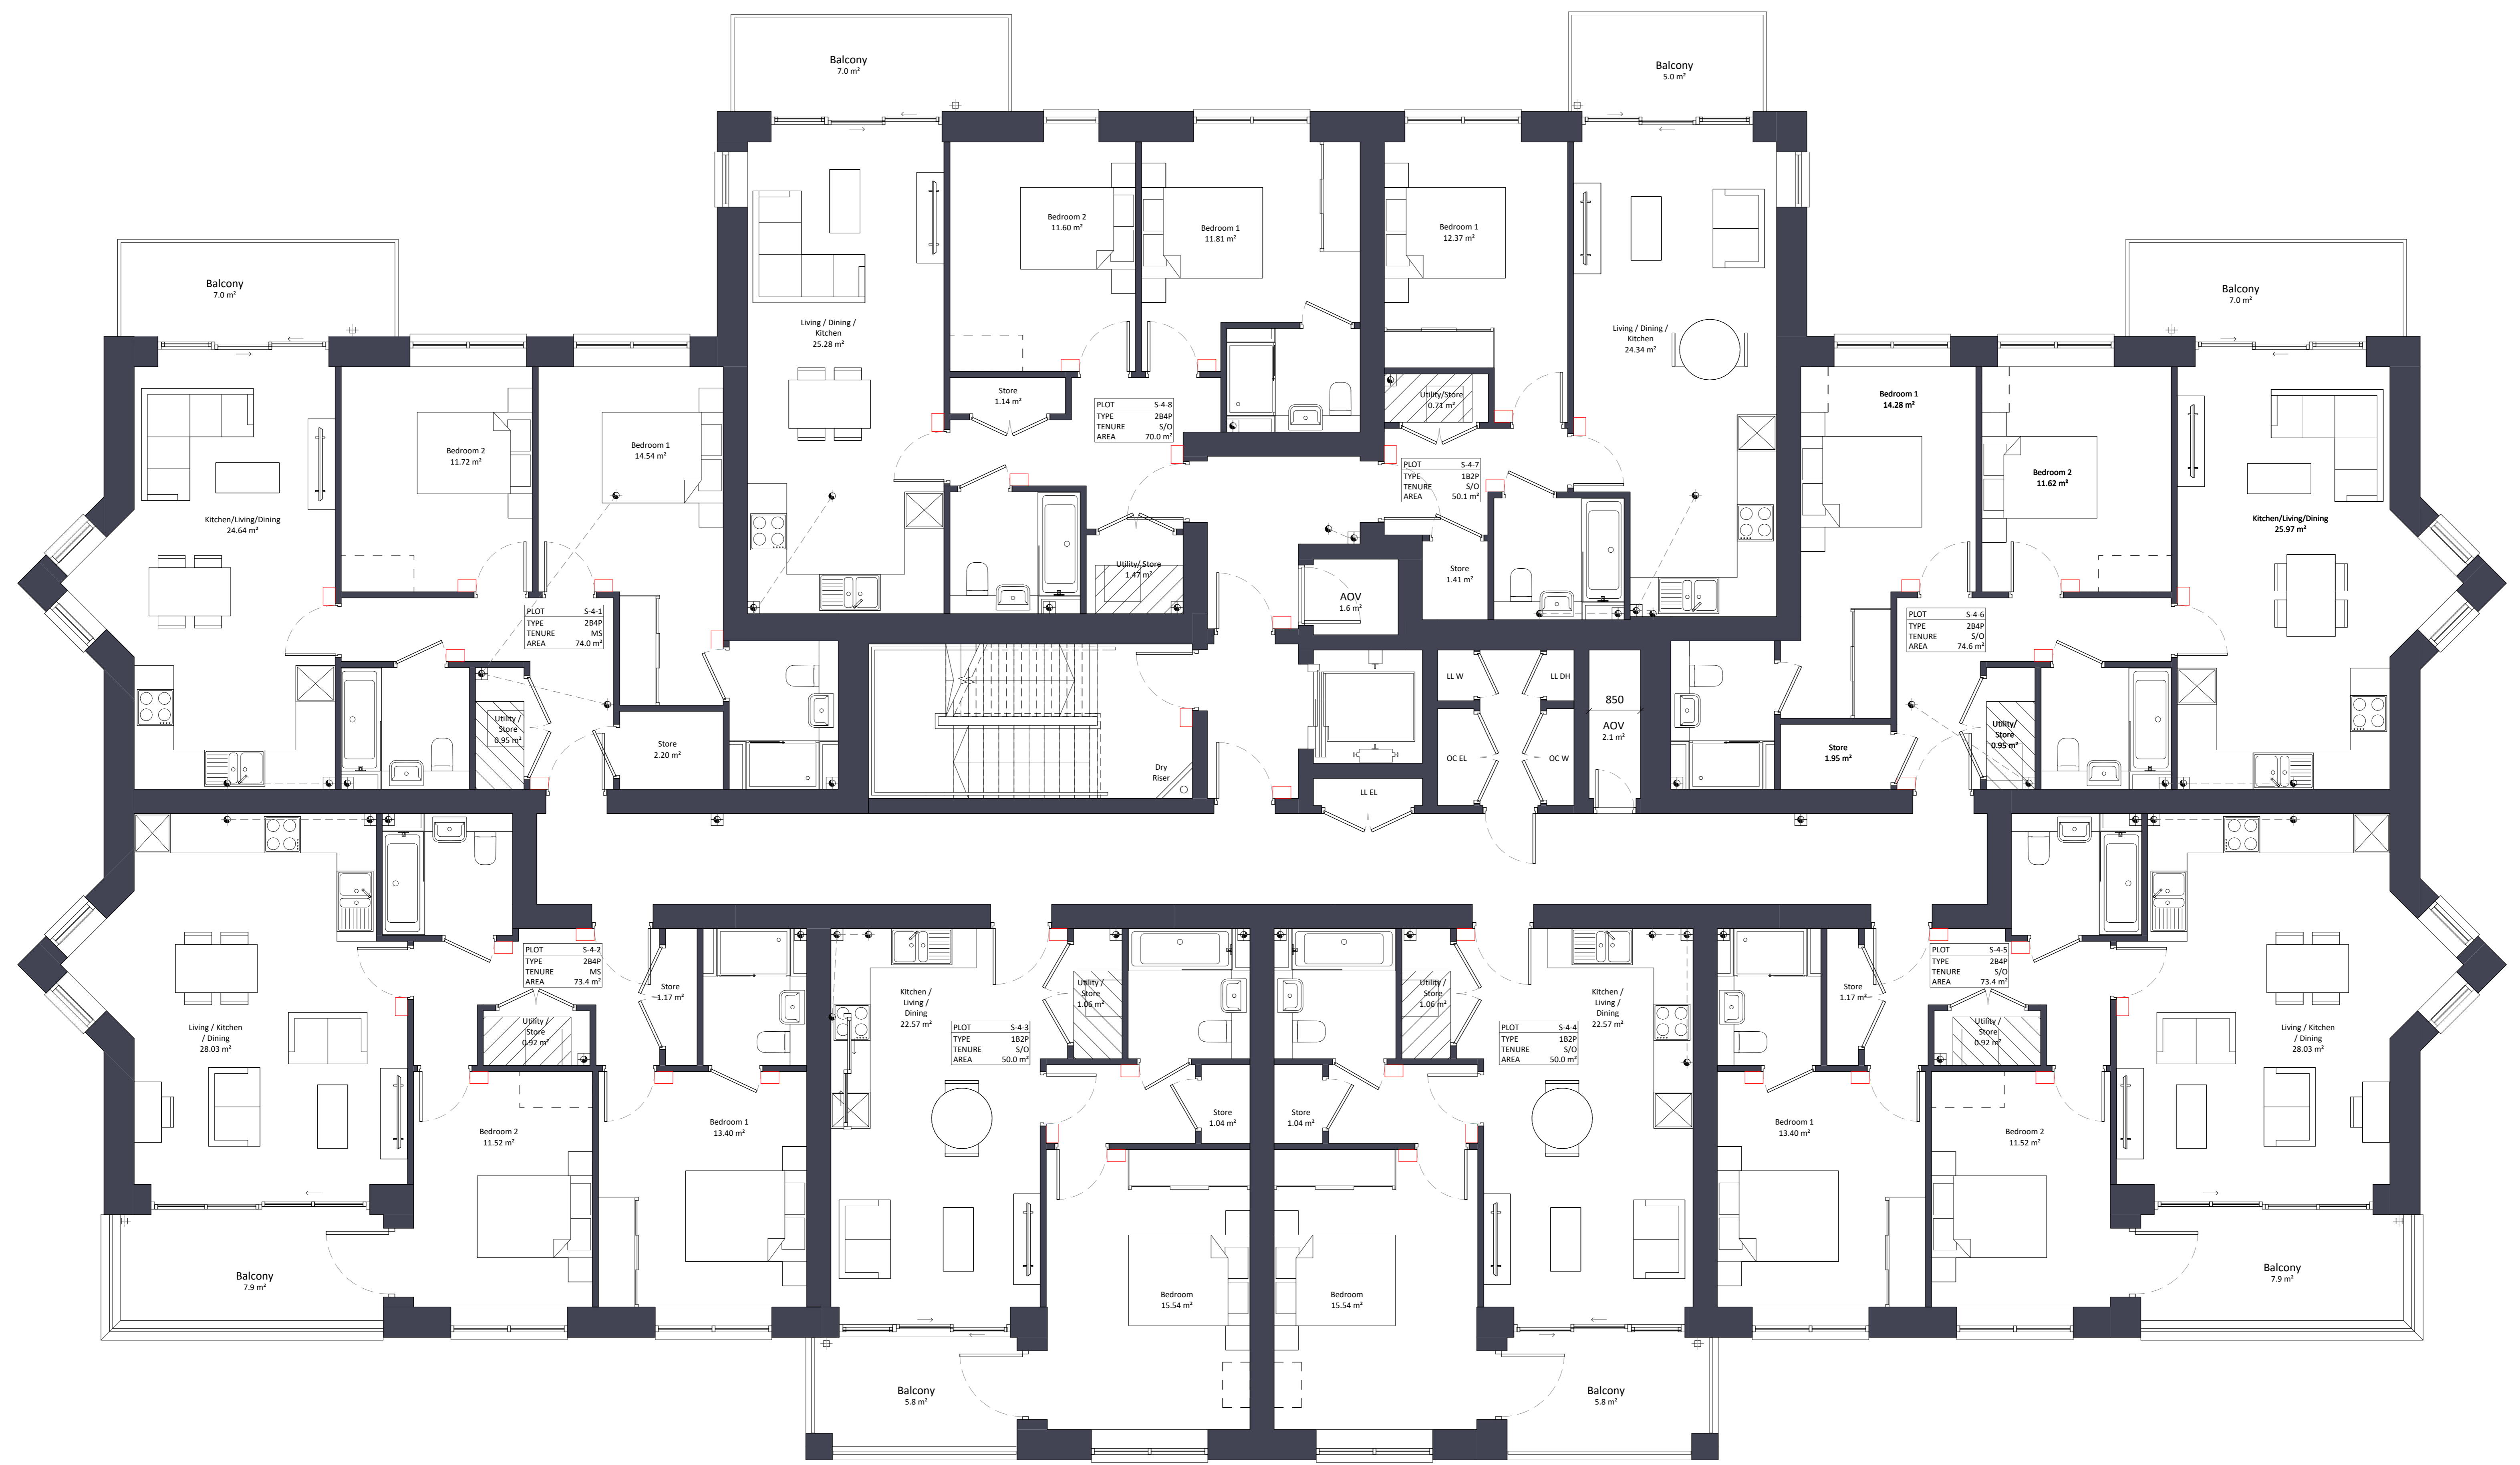 Balcony
7.0 m²
Balcony
5.0 m²
Balcony
7.0 m²
Balcony
7.0 m²
Bedroom 2
11.60 m²
Bedroom 1
11.81 m²
Bedroom 1
12.37 m²
Living / Dining /
Kitchen
25.28 m²
Living / Dining /
Kitchen
24.34 m²
Store
1.14 m²
PLOT S-4-8
TYPE 2B4P
TENURE S/O
AREA 70.0 m²
Utility/Store
0.71 m²
Bedroom 1
14.28 m²
Bedroom 2
11.72 m²
Bedroom 1
14.54 m²
PLOT S-4-7
TYPE 1B2P
TENURE S/O
AREA 50.1 m²
Bedroom 2
11.62 m²
Kitchen/Living/Dining
24.64 m²
Kitchen/Living/Dining
25.97 m²
Utility/ Store
1.47 m²
Store
1.41 m²
AOV
1.6 m²
PLOT S-4-1
TYPE 2B4P
TENURE MS
AREA 74.0 m²
PLOT S-4-6
TYPE 2B4P
TENURE S/O
AREA 74.6 m²
LL W
LL DH
850
AOV
2.1 m²
Utility /
Store
0.95 m²
Store
2.20 m²
OC EL
OC W
Utility/
Store
0.95 m²
Store
1.95 m²
Dry
Riser
LL EL
PLOT S-4-2
TYPE 2B4P
TENURE MS
AREA 73.4 m²
Store
1.17 m²
Kitchen /
Living /
Dining
22.57 m²
Utility /
Store
1.06 m²
Utility /
Store
1.06 m²
Kitchen /
Living /
Dining
22.57 m²
Store
1.17 m²
PLOT S-4-5
TYPE 2B4P
TENURE S/O
AREA 73.4 m²
Living / Kitchen
/ Dining
28.03 m²
Utility /
Store
0.92 m²
PLOT S-4-3
TYPE 1B2P
TENURE S/O
AREA 50.0 m²
PLOT S-4-4
TYPE 1B2P
TENURE S/O
AREA 50.0 m²
Utility /
Store
0.92 m²
Living / Kitchen
/ Dining
28.03 m²
Bedroom 2
11.52 m²
Bedroom 1
13.40 m²
Store
1.04 m²
Store
1.04 m²
Bedroom 1
13.40 m²
Bedroom 2
11.52 m²
Balcony
7.9 m²
Bedroom
15.54 m²
Bedroom
15.54 m²
Balcony
7.9 m²
Balcony
5.8 m²
Balcony
5.8 m²